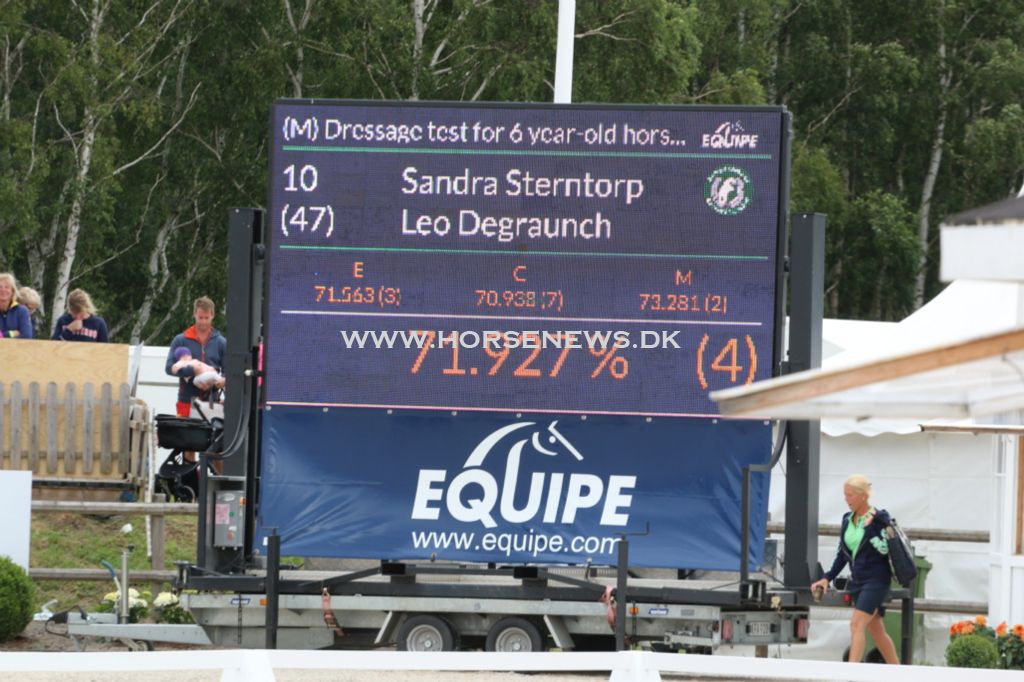 (M) Dressage test for 6 year-old hors...
EQUIPE
10
Sandra Sterntorp
(47)
Leo Degraunch
E
C
M
71.563 (3)
70.938 (7)
73.281 (2)
WWW.HORSENEWS.DK
71.927 %
(4)
EQUIPE
www.equipe.com